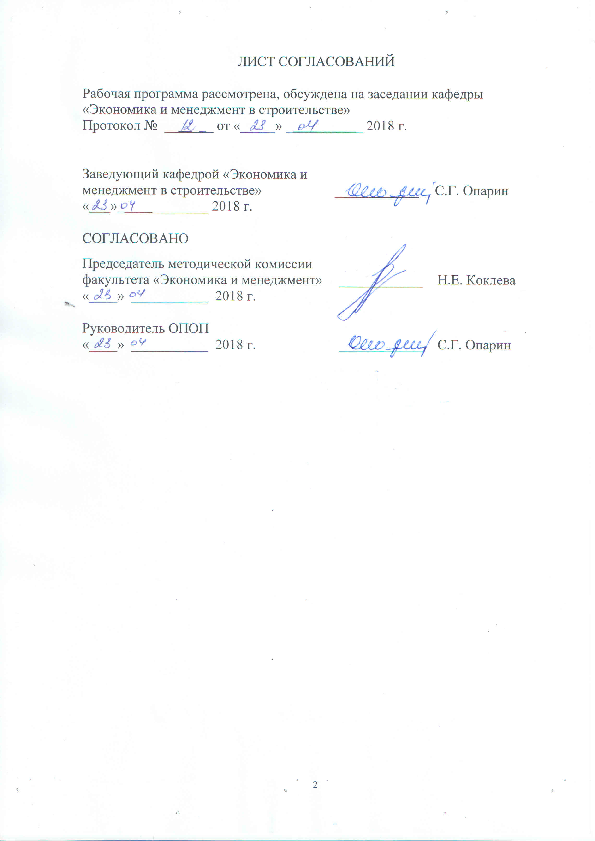 ЛИСТ СОГЛАСОВАНИЙ
Рабочая программа рассмотрена, обсуждена на заседании кафедры
«Экономика и менеджмент в строительстве»
Протокол № 12 от «23» 04 2018 г.
Заведующий кафедрой «Экономика и
менеджмент в строительстве» С.Г. Опарин
«23» 04 2018 г.
СОГЛАСОВАНО
Председатель методической комиссии
факультета «Экономика и менеджмент» Н.Е. Коклева
«23» 04 2018 г.
Руководитель ОПОП
«23» 04 2018 г. С.Г. Опарин
2